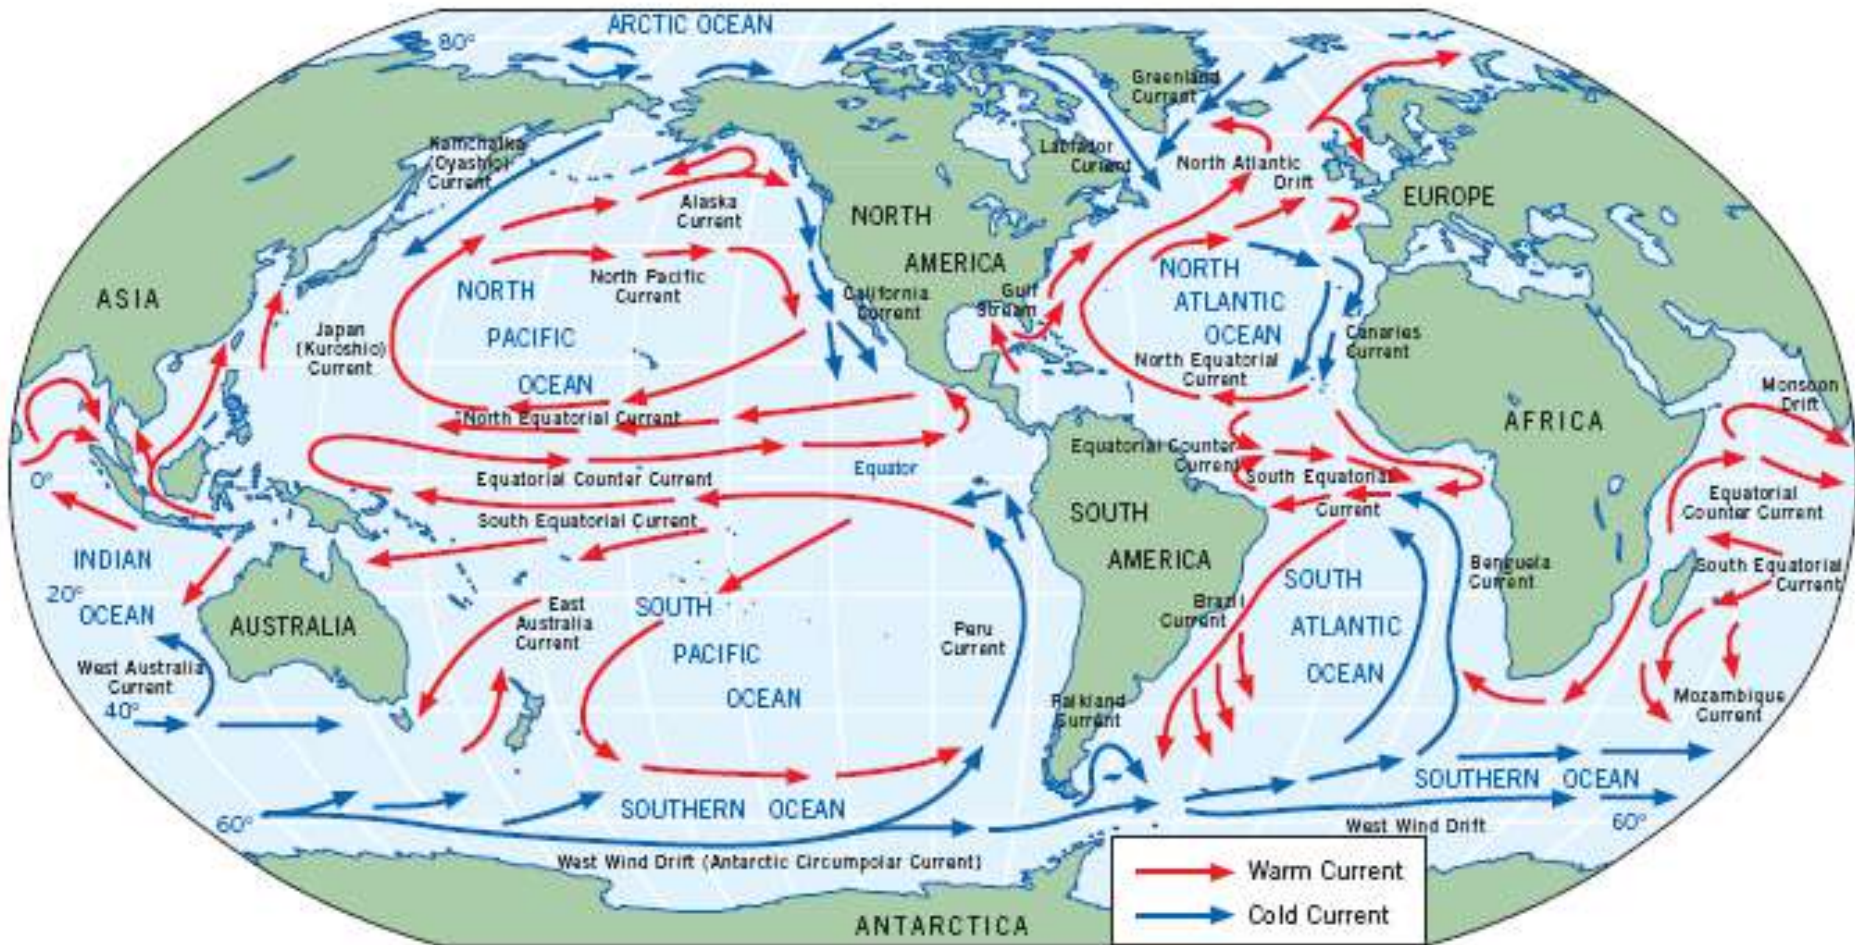 ARCTIC OCEAN
80°
Greenland
Current
Kamchatka
(Oyashio)
Current
Labrador
Current
North Atlantic
Drift
Alaska
Current
NORTH
AMERICA
EUROPE
ASIA
North Pacific
Current
NORTH
PACIFIC
OCEAN
California
Current
Gulf
Stream
NORTH
ATLANTIC
OCEAN
Japan
(Kuroshio)
Current
Canaries
Current
North Equatorial
Current
Monsoon
Drift
North Equatorial Current
AFRICA
Equatorial Counter
Current
Equator
0°
Equatorial Counter Current
South Equatorial
Current
Equatorial
Counter Current
South Equatorial Current
SOUTH
AMERICA
INDIAN
OCEAN
20°
Benguela
Current
South Equatorial
Current
SOUTH
ATLANTIC
OCEAN
Brazil
Current
East
Australia
Current
SOUTH
PACIFIC
OCEAN
Peru
Current
AUSTRALIA
West Australia
Current
40°
Falkland
Current
Mozambique
Current
SOUTHERN OCEAN
SOUTHERN OCEAN
60°
West Wind Drift
60°
West Wind Drift (Antarctic Circumpolar Current)
ANTARCTICA
Warm Current
Cold Current